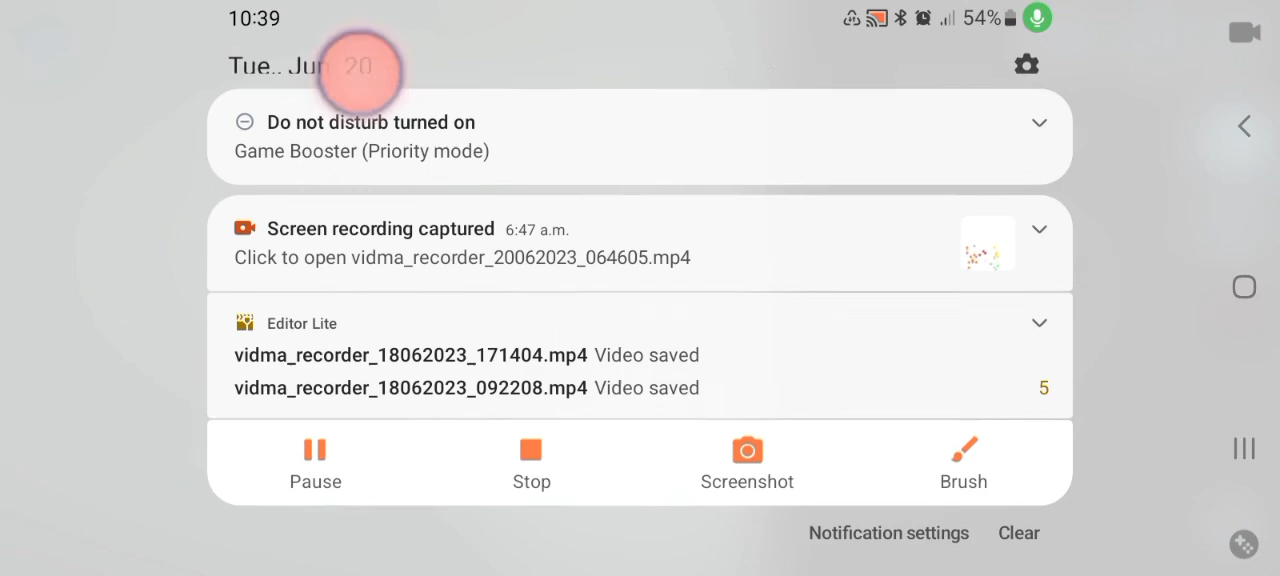 10:39
54%
Tue., Jun 20
Do not disturb turned on
Game Booster (Priority mode)
Screen recording captured 6:47 a.m.
Click to open vidma_recorder_20062023_064605.mp4
Editor Lite
vidma_recorder_18062023_171404.mp4 Video saved
vidma_recorder_18062023_092208.mp4 Video saved
5
Pause
Stop
Screenshot
Brush
Notification settings
Clear